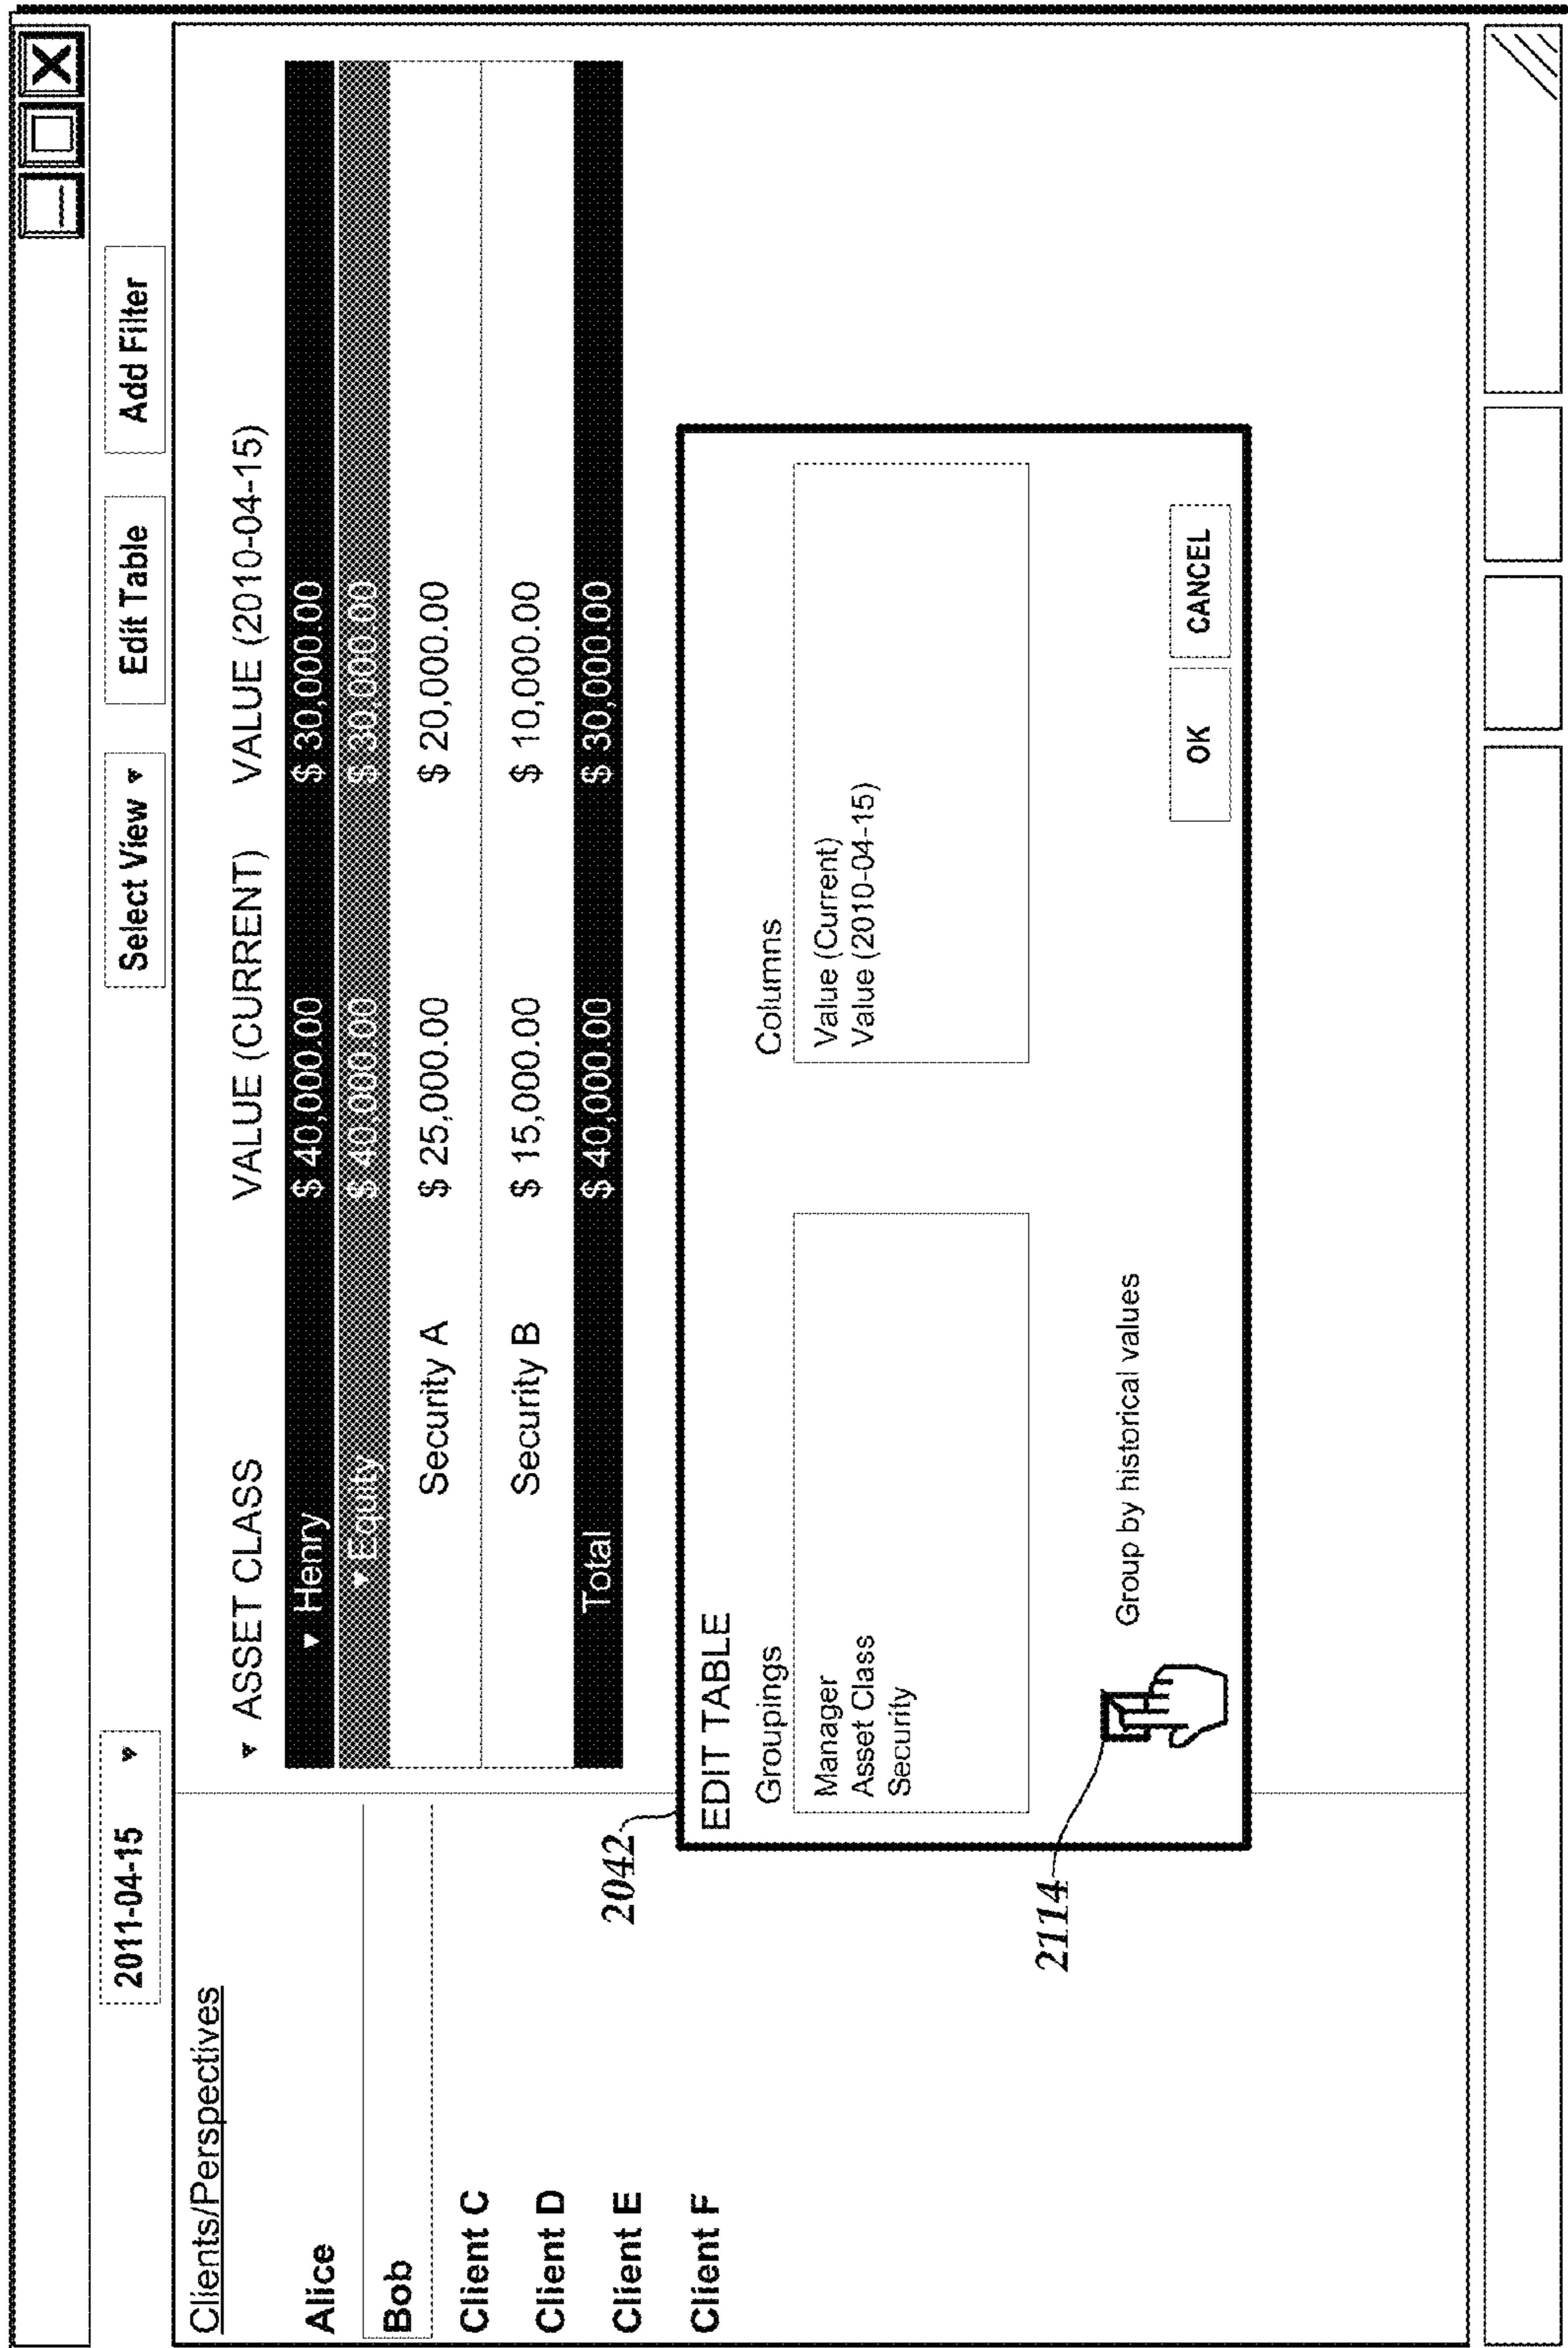 2011-04-15 ▾ Select View ▾ Edit Table Add Filter
Clients/Perspectives
Alice
Bob
Client C
Client D
Client E
Client F
▾ ASSET CLASS VALUE (CURRENT) VALUE (2010-04-15)
▾ Henry $ 40,000.00 $ 30,000.00
▾ Equity $ 40,000.00 $ 30,000.00
Security A $ 25,000.00 $ 20,000.00
Security B $ 15,000.00 $ 10,000.00
Total $ 40,000.00 $ 30,000.00
2042
EDIT TABLE
Groupings
Manager
Asset Class
Security
Columns
Value (Current)
Value (2010-04-15)
2114
Group by historical values
OK CANCEL